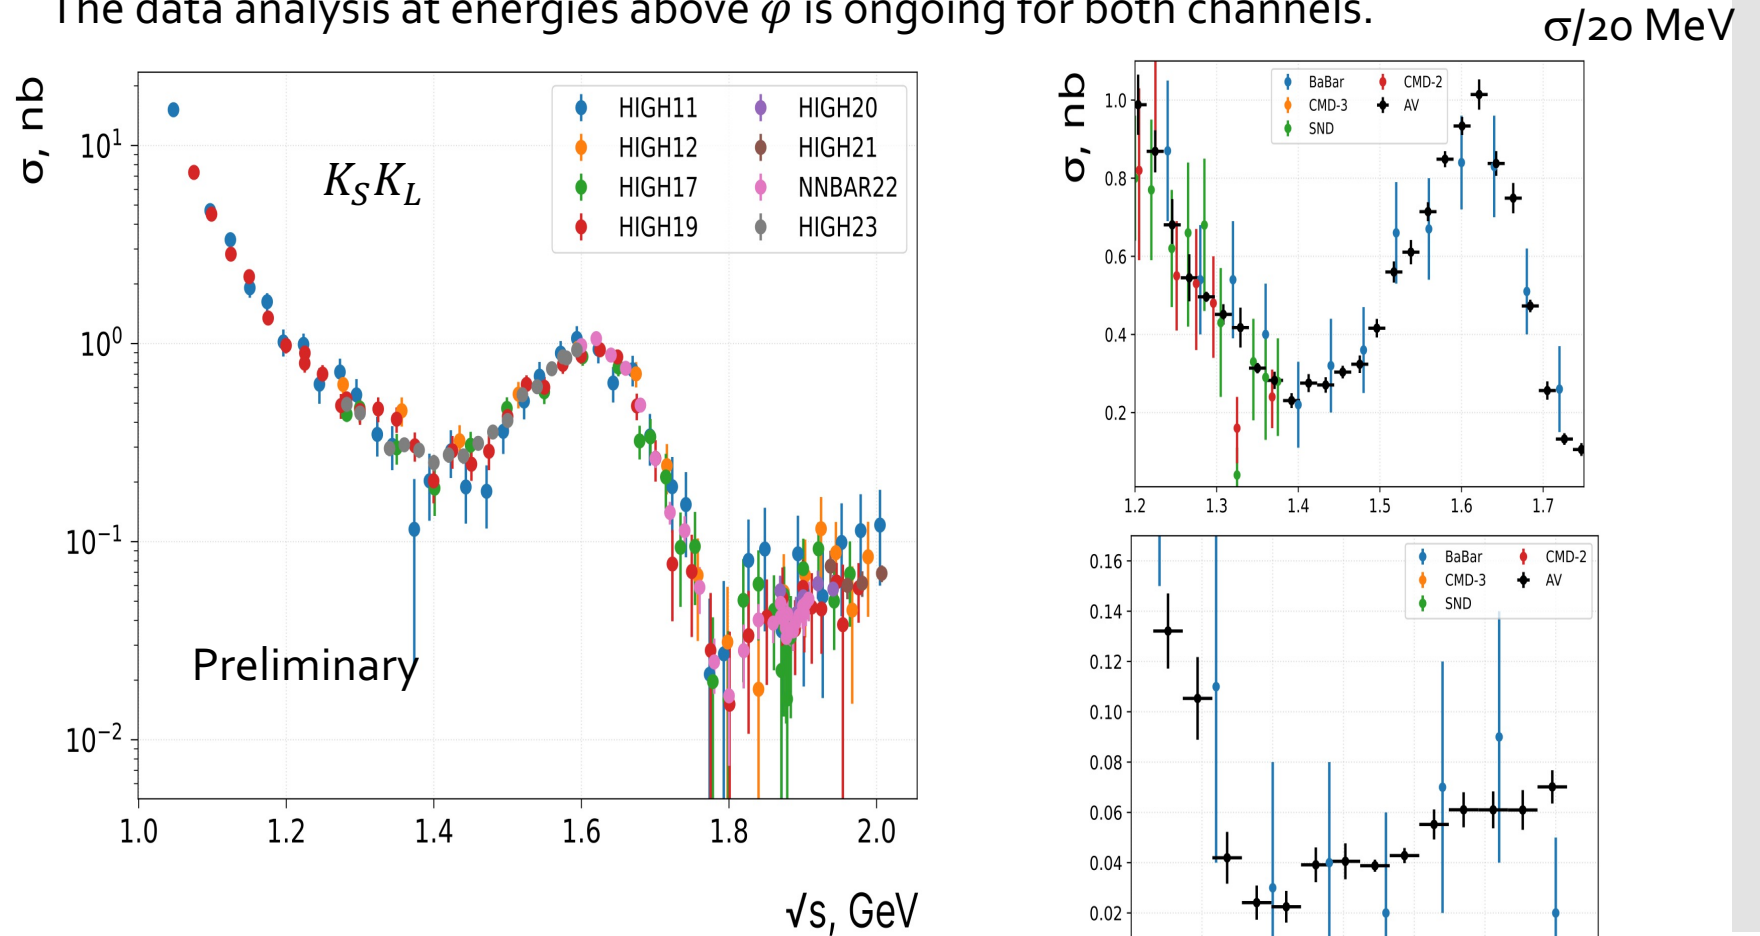 The data analysis at energies above φ is ongoing for both channels.
σ/20 MeV
σ, nb
10¹
10⁰
10⁻¹
10⁻²
K_S K_L
HIGH11
HIGH12
HIGH17
HIGH19
HIGH20
HIGH21
NNBAR22
HIGH23
Preliminary
1.0 1.2 1.4 1.6 1.8 2.0
√s, GeV
σ, nb
1.0
0.8
0.6
0.4
0.2
BaBar
CMD-3
SND
CMD-2
AV
1.2 1.3 1.4 1.5 1.6 1.7
0.16
0.14
0.12
0.10
0.08
0.06
0.04
0.02
BaBar
CMD-3
SND
CMD-2
AV